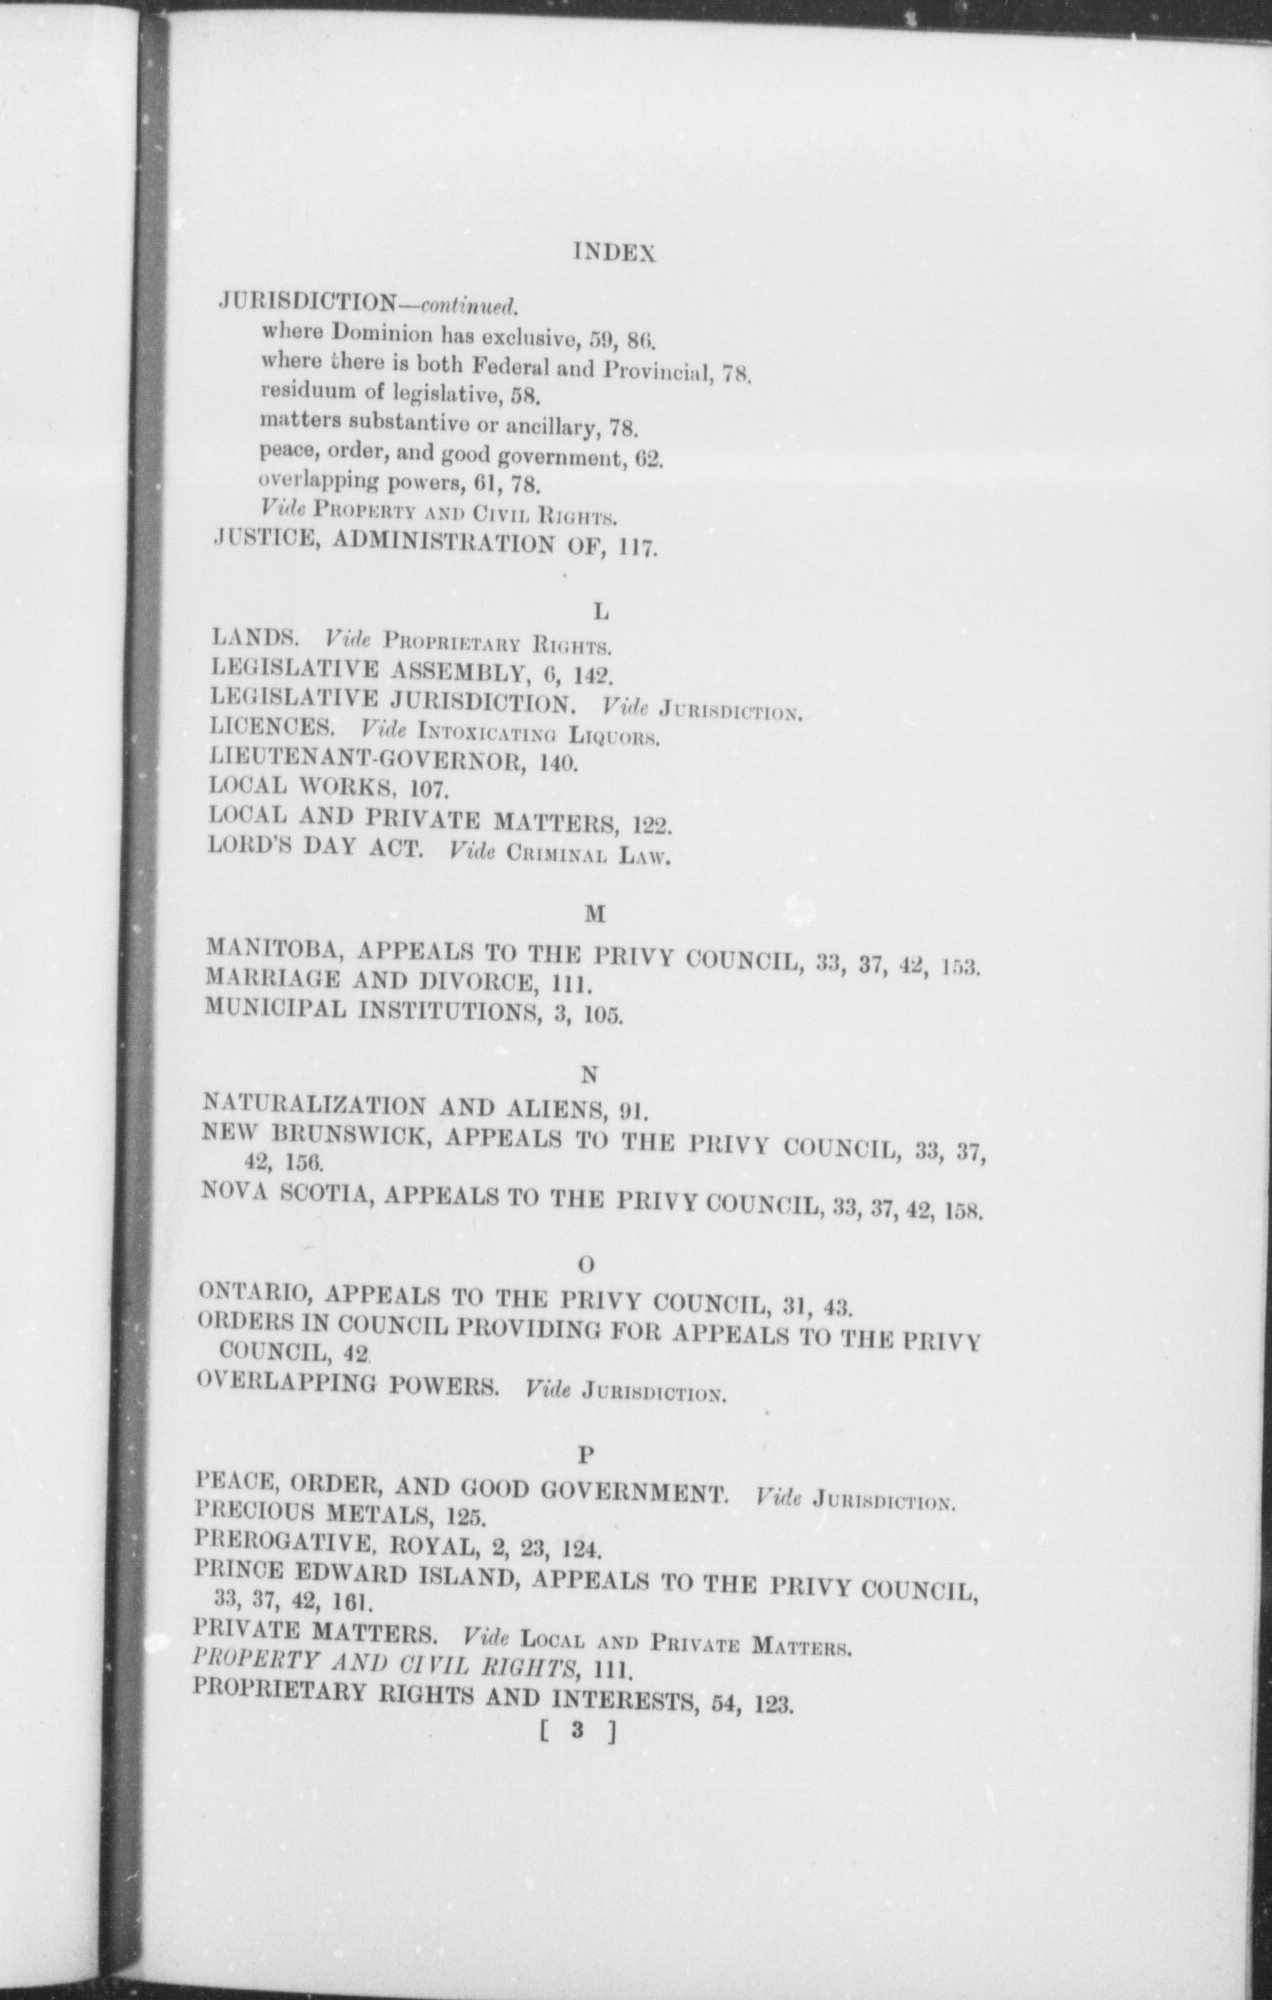 INDEX
JURISDICTION—continued.
where Dominion has exclusive, 59, 86.
where there is both Federal and Provincial, 78.
residuum of legislative, 58.
matters substantive or ancillary, 78.
peace, order, and good government, 62.
overlapping powers, 61, 78.
Vide PROPERTY AND CIVIL RIGHTS.
JUSTICE, ADMINISTRATION OF, 117.
L
LANDS. Vide PROPRIETARY RIGHTS.
LEGISLATIVE ASSEMBLY, 6, 142.
LEGISLATIVE JURISDICTION. Vide JURISDICTION.
LICENCES. Vide INTOXICATING LIQUORS.
LIEUTENANT-GOVERNOR, 140.
LOCAL WORKS, 107.
LOCAL AND PRIVATE MATTERS, 122.
LORD'S DAY ACT. Vide CRIMINAL LAW.
M
MANITOBA, APPEALS TO THE PRIVY COUNCIL, 33, 37, 42, 153.
MARRIAGE AND DIVORCE, 111.
MUNICIPAL INSTITUTIONS, 3, 105.
N
NATURALIZATION AND ALIENS, 91.
NEW BRUNSWICK, APPEALS TO THE PRIVY COUNCIL, 33, 37,
42, 156.
NOVA SCOTIA, APPEALS TO THE PRIVY COUNCIL, 33, 37, 42, 158.
O
ONTARIO, APPEALS TO THE PRIVY COUNCIL, 31, 43.
ORDERS IN COUNCIL PROVIDING FOR APPEALS TO THE PRIVY
COUNCIL, 42.
OVERLAPPING POWERS. Vide JURISDICTION.
P
PEACE, ORDER, AND GOOD GOVERNMENT. Vide JURISDICTION.
PRECIOUS METALS, 125.
PREROGATIVE, ROYAL, 2, 23, 124.
PRINCE EDWARD ISLAND, APPEALS TO THE PRIVY COUNCIL,
33, 37, 42, 161.
PRIVATE MATTERS. Vide LOCAL AND PRIVATE MATTERS.
PROPERTY AND CIVIL RIGHTS, 111.
PROPRIETARY RIGHTS AND INTERESTS, 54, 123.
[ 3 ]